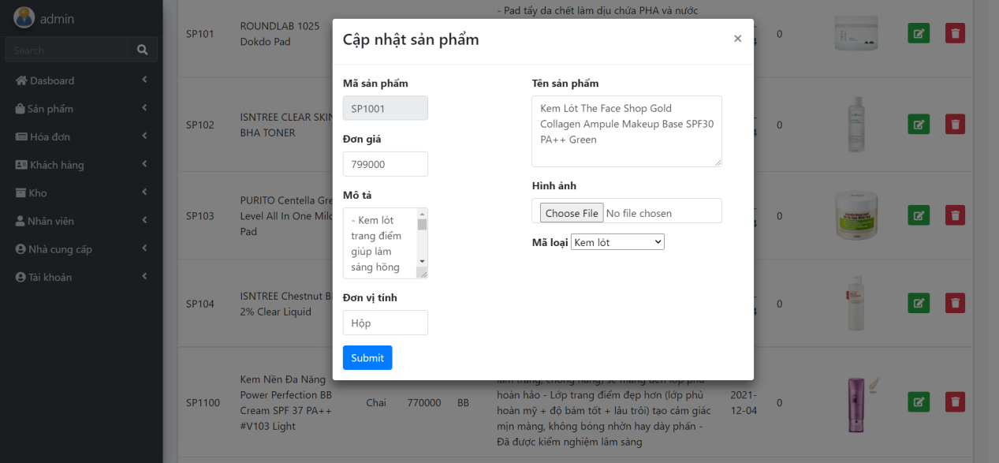 admin
Search
Dasboard
Sản phẩm
Hóa đơn
Khách hàng
Kho
Nhân viên
Nhà cung cấp
Tài khoản
- Pad tẩy da chết làm dịu chứa PHA và nước
SP101
ROUNDLAB 1025
Dokdo Pad
0
SP102
ISNTREE CLEAR SKIN
BHA TONER
0
SP103
PURITO Centella Gre
Level All In One Mild
Pad
0
SP104
ISNTREE Chestnut B
2% Clear Liquid
0
Cập nhật sản phẩm
×
Mã sản phẩm
SP1001
Đơn giá
799000
Mô tả
- Kem lót
trang điểm
giúp làm
sáng hồng
Đơn vị tính
Hộp
Submit
Tên sản phẩm
Kem Lót The Face Shop Gold
Collagen Ampule Makeup Base SPF30
PA++ Green
Hình ảnh
Choose File No file chosen
Mã loại Kem lót
SP1100
Kem Nền Đa Năng
Power Perfection BB
Cream SPF 37 PA++
#V103 Light
Chai
770000
BB
làm trắng, chống nắng) sẽ mang đến lớp phủ
hoàn hảo - Lớp trang điểm đẹp hơn (lớp phủ
hoàn mỹ + độ bám tốt + lâu trôi) tạo cảm giác
mịn màng, không bóng nhờn hay dày phấn -
Đã được kiểm nghiệm lâm sàng
2021-
12-04
0